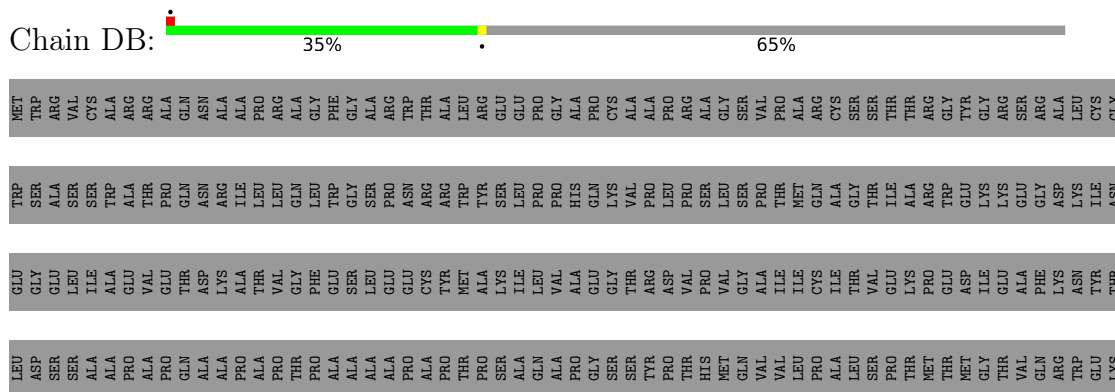 Chain DB:
35% 65%
MET TRP ARG VAL CYS ALA ARG ARG ALA GLN ASN ALA ALA PRO ARG ALA GLY PHE GLY ALA ARG TRP THR ALA LEU ARG GLU GLU PRO GLY ALA PRO CYS ALA ALA PRO ARG ALA GLY SER VAL PRO ALA ARG CYS SER SER THR THR ARG GLY TYR GLY ARG SER ARG ALA LEU CYS GLY
TRP SER ALA SER SER TRP ALA THR PRO GLN ASN ARG ILE LEU LEU GLN LEU TRP GLY SER PRO ASN ARG ARG TRP TYR SER LEU PRO PRO HIS GLN LYS VAL PRO LEU PRO SER LEU SER PRO THR MET GLN ALA GLY THR ILE ALA ARG TRP GLU LYS LYS GLU GLY ASP LYS ILE ASN
GLU GLY GLU LEU ILE ALA GLU VAL GLU THR ASP LYS ALA THR VAL GLY PHE GLU SER LEU GLU GLU CYS TYR MET ALA LYS ILE LEU VAL ALA GLU GLY THR ARG ASP VAL PRO VAL GLY ALA ILE ILE CYS ILE THR VAL GLU LYS PRO GLU ASP ILE GLU ALA PHE LYS ASN TYR THR
LEU ASP SER SER ALA ALA PRO ALA PRO GLN ALA ALA PRO ALA PRO THR PRO ALA ALA ALA PRO ALA PRO THR PRO SER ALA GLN ALA PRO GLY SER SER TYR PRO THR HIS MET GLN VAL VAL LEU PRO ALA LEU SER PRO THR MET THR MET GLY THR VAL GLN ARG TRP GLU